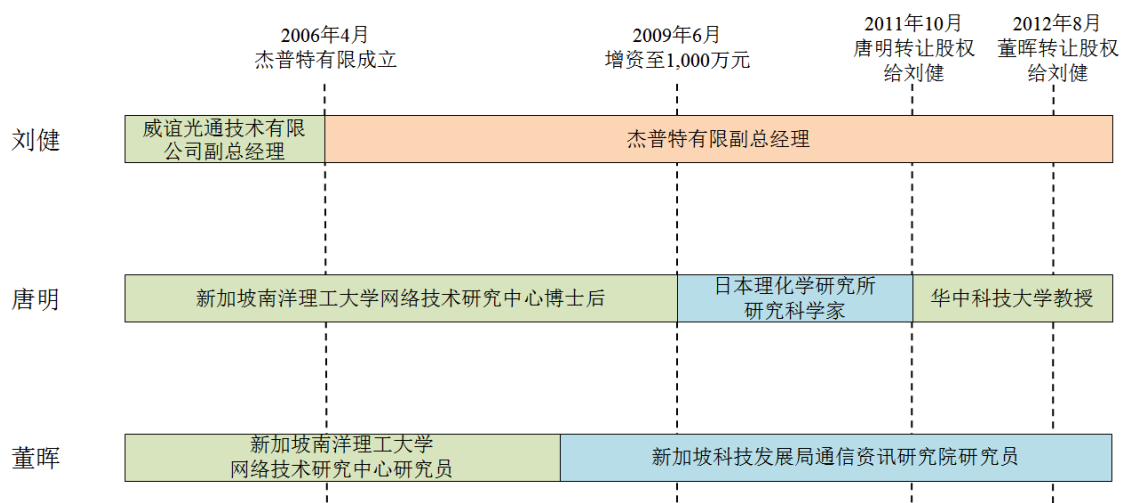 2006年4月
杰普特有限成立
2009年6月
增资至1,000万元
2011年10月
唐明转让股权
给刘健
2012年8月
董晖转让股权
给刘健
刘健
威谊光通技术有限
公司副总经理
杰普特有限副总经理
唐明
新加坡南洋理工大学网络技术研究中心博士后
日本理化学研究所
研究科学家
华中科技大学教授
董晖
新加坡南洋理工大学
网络技术研究中心研究员
新加坡科技发展局通信资讯研究院研究员